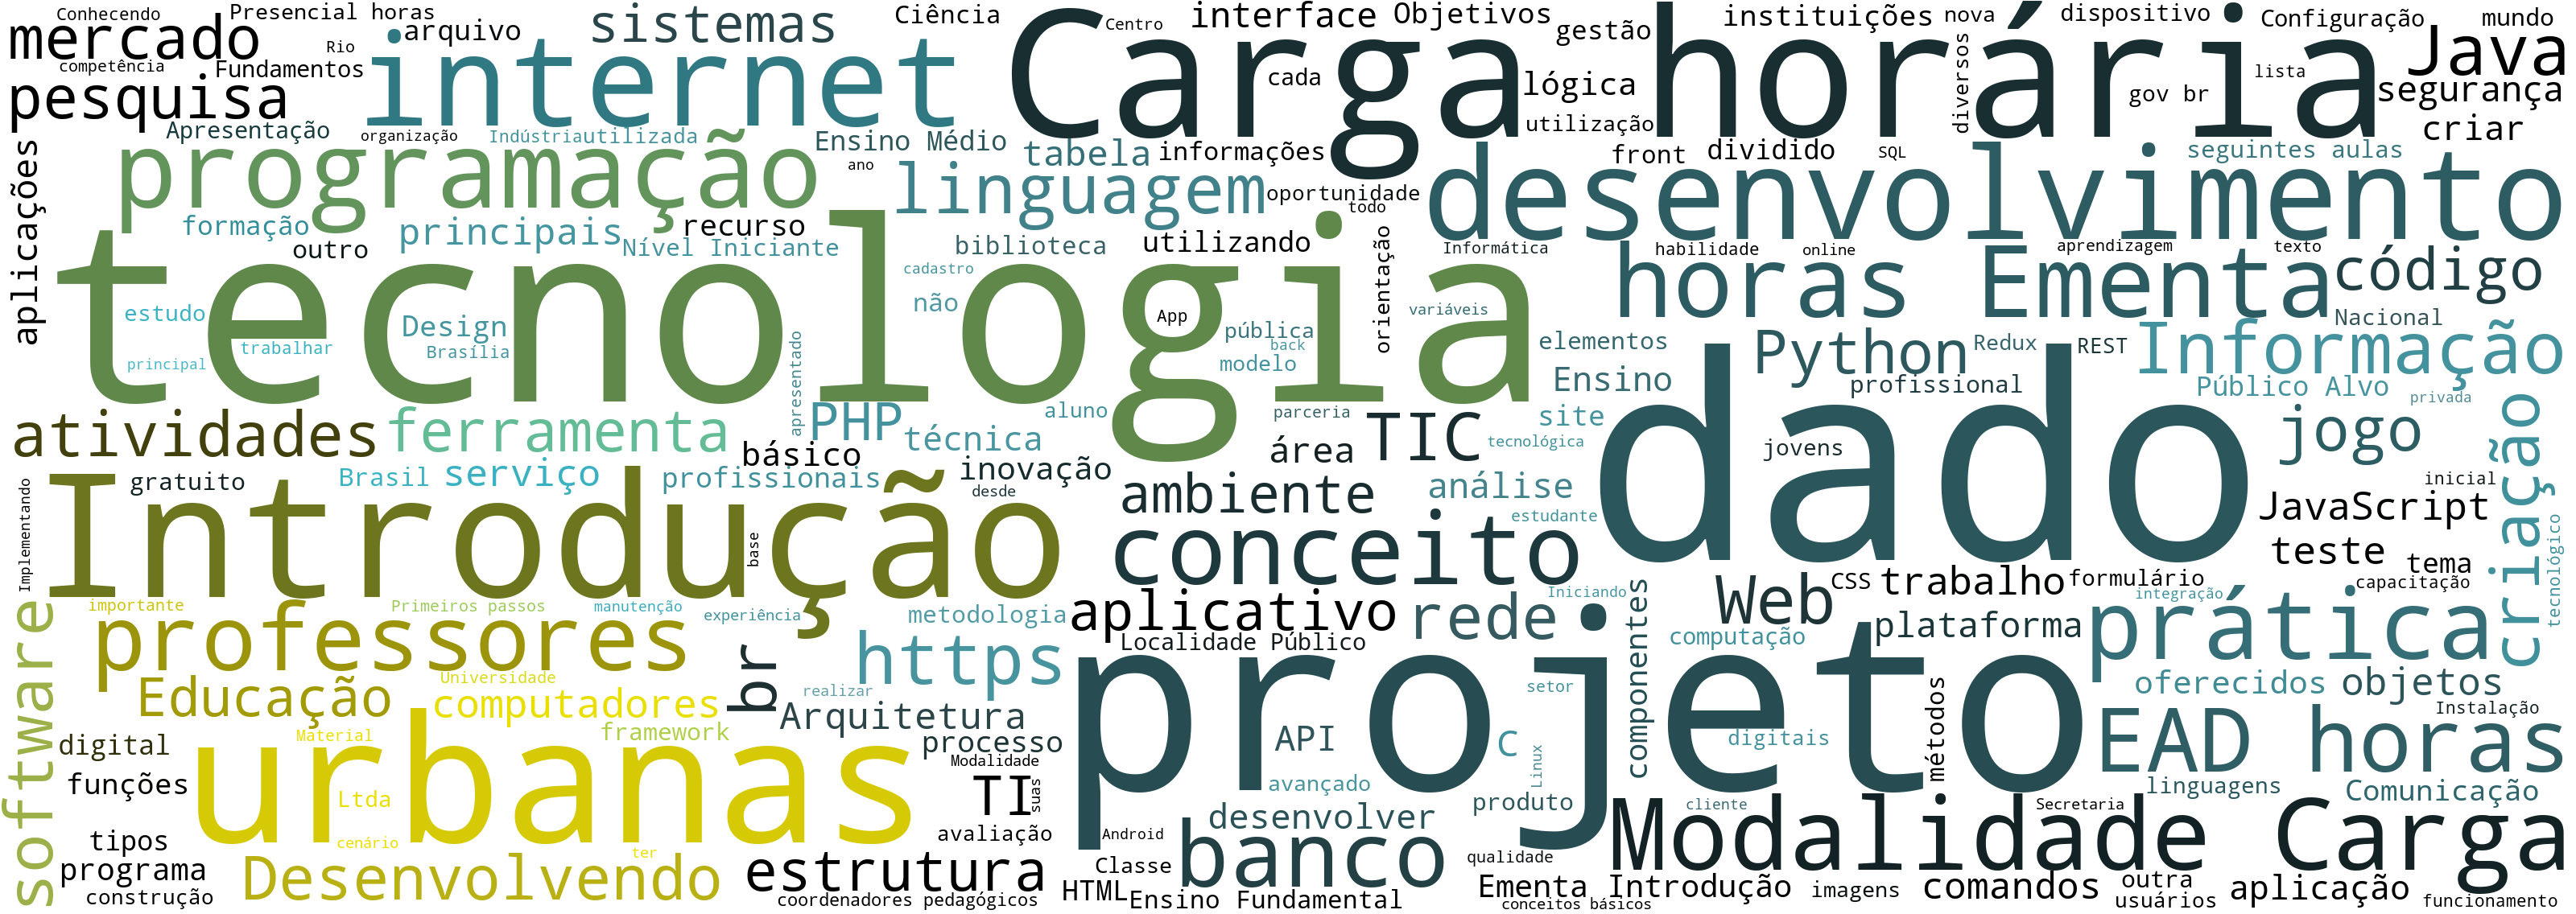 Conhecendo
Presencial horas
mercado
Rio
arquivo
competência
Fundamentos
pesquisa
internet
sistemas
Ciência
Centro
interface
Objetivos
Carga horária
gestão
cada
lógica
utilização
instituições
nova
dispositivo
Configuração
mundo
diversos
gov br
lista
Java
segurança
criar
Apresentação
organização
Indústria
utilizada
Ensino Médio
ano
tabela
informações
front
dividido
SQL
seguintes aulas
aplicações
programação
linguagem
oportunidade
todo
desenvolvimento
formação
outro
principais
recurso
Nível Iniciante
biblioteca
utilizando
orientação
Informática
habilidade
online
aprendizagem
texto
tecnologia
cadastro
não
App
pública
back
modelo
variáveis
horas Ementa
código
estudo
trabalhar
principal
Design
Brasília
apresentado
elementos
Python
Redux
REST
Nacional
Informação
Ensino
profissional
Público Alvo
privada
atividades
ferramenta
PHP
técnica
aluno
parceria
área
TIC
site
tecnológica
dado
jovens
jogo
criação
gratuito
Brasil
serviço
básico
profissionais
inovação
desde
ambiente
análise
estudante
inicial
JavaScript
Implementando
Introdução
base
conceito
teste
tema
tecnológico
software
importante
Primeiros passos
manutenção
experiência
metodologia
aplicativo
rede
Iniciando
componentes
Web
CSS
trabalho
formulário
capacitação
integração
professores
br
https
Localidade Público
computação
plataforma
prática
Educação
Universidade
computadores
realizar
Arquitetura
projeto
setor
métodos
oferecidos
objetos
digital
Material
framework
processo
Modalidade
API
C
digitais
EAD horas
Instalação
funções
urbanas
Ltda
TI
suas
avançado
Linux
produto
linguagens
Comunicação
tipos
cenário
ter
avaliação
Android
desenvolver
cliente
Secretaria
Modalidade Carga
programa
construção
Desenvolvendo
estrutura
coordenadores pedagógicos
Classe
HTML
banco
Ensino Fundamental
qualidade
Ementa Introdução
conceitos básicos
imagens
comandos
outra
usuários
aplicação
funcionamento